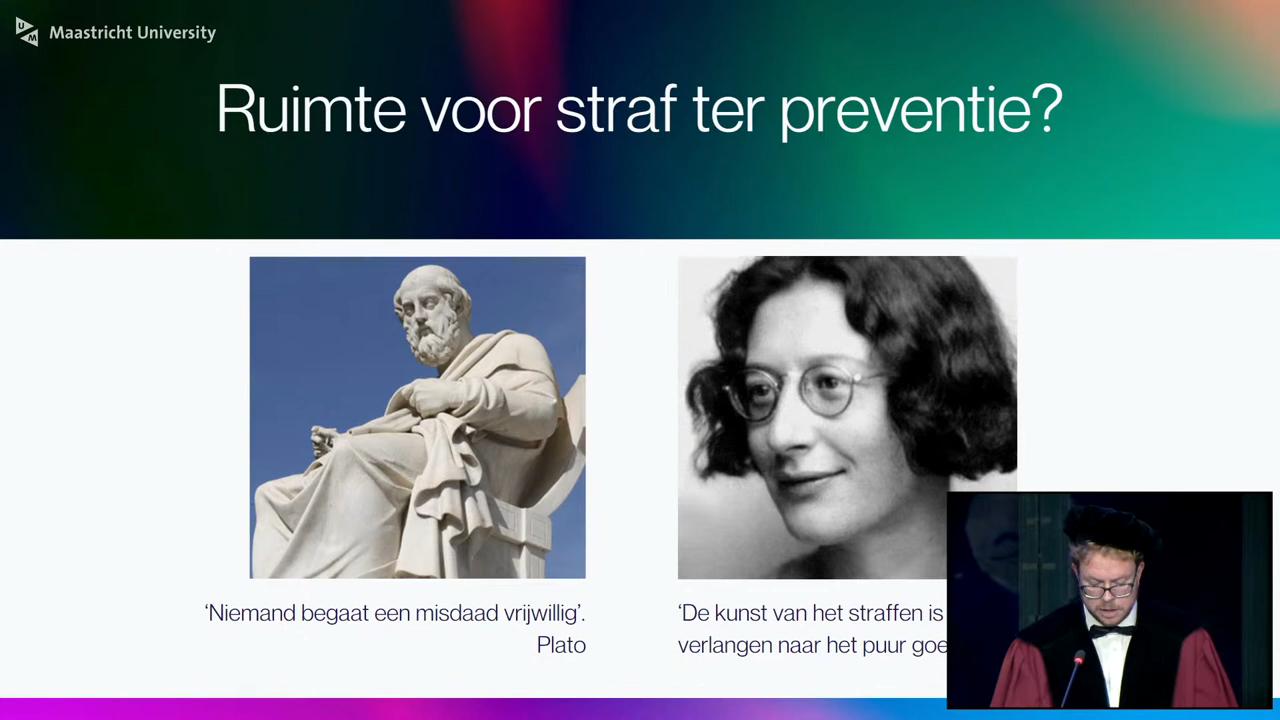 Maastricht University
Ruimte voor straf ter preventie?
‘Niemand begaat een misdaad vrijwillig’.
Plato
‘De kunst van het straffen is
verlangen naar het puur